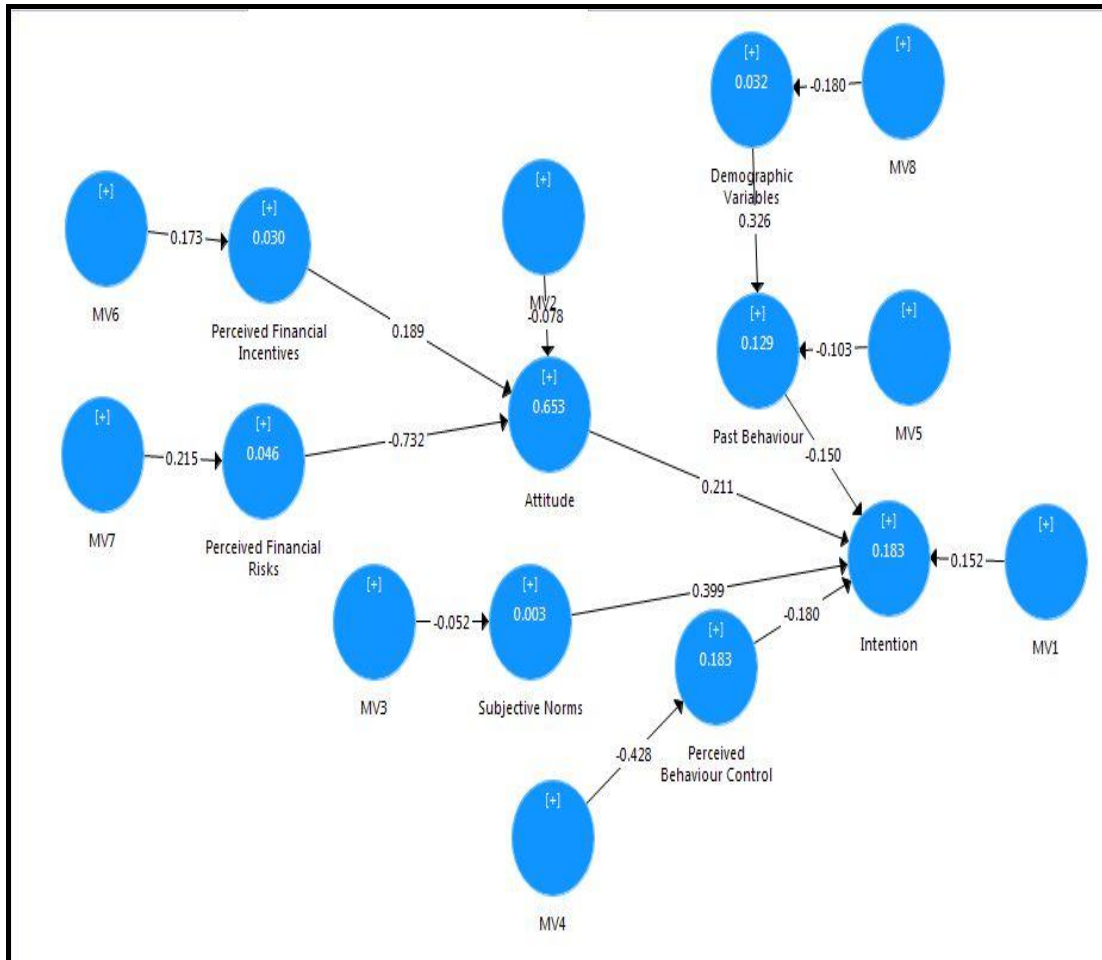 [+]
0.032
-0.180
[+]
MV8
Demographic
Variables
0.326
[+]
MV6
0.173
[+]
0.030
Perceived Financial
Incentives
0.189
[+]
MV2
-0.078
[+]
0.129
-0.103
[+]
MV5
Past Behaviour
-0.150
[+]
MV7
0.215
[+]
0.046
Perceived Financial
Risks
-0.732
[+]
0.653
Attitude
0.211
[+]
0.183
Intention
0.152
[+]
MV1
[+]
MV3
-0.052
[+]
0.003
Subjective Norms
0.399
[+]
0.183
Perceived
Behaviour Control
-0.180
-0.428
[+]
MV4